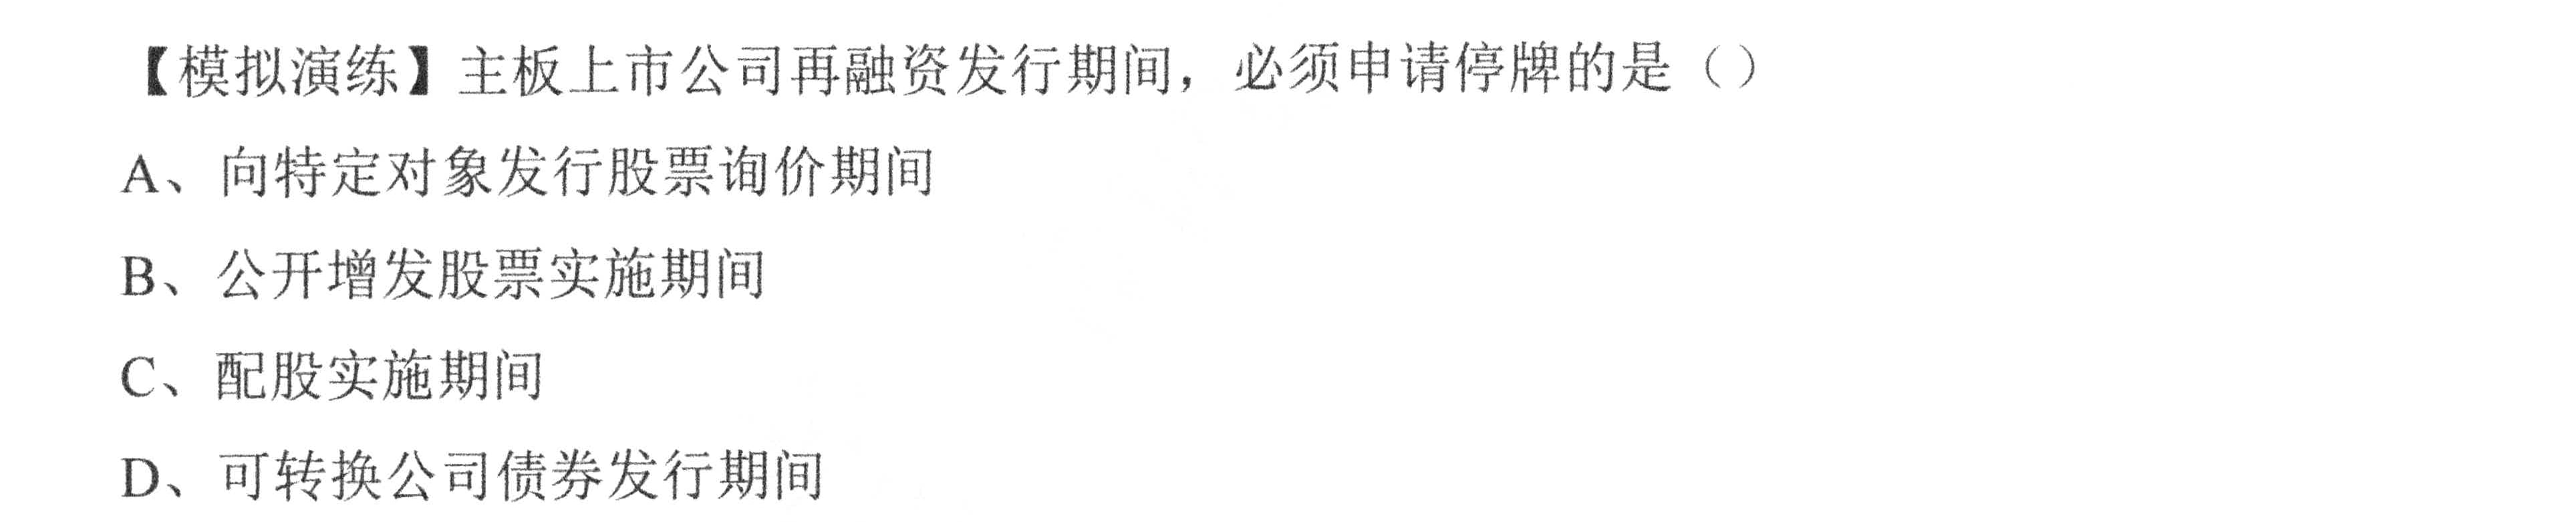 【模拟演练】主板上市公司再融资发行期间，必须申请停牌的是（）
A、向特定对象发行股票询价期间
B、公开增发股票实施期间
C、配股实施期间
D、可转换公司债券发行期间